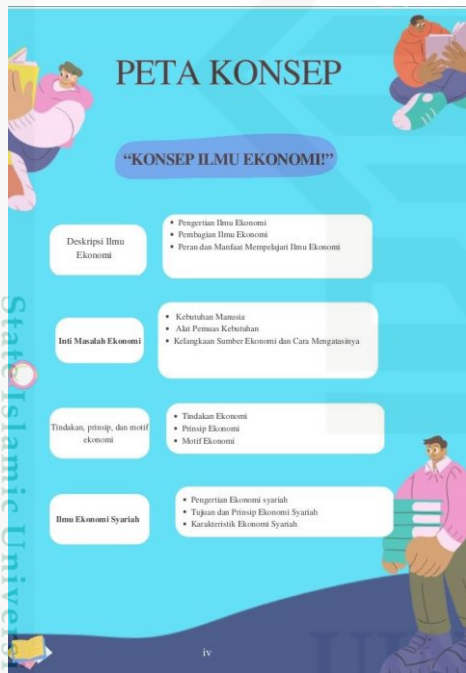 PETA KONSEP
“KONSEP ILMU EKONOMI!”
Deskripsi Ilmu
Ekonomi
• Pengertian Ilmu Ekonomi
• Pembagian Ilmu Ekonomi
• Peran dan Manfaat Mempelajari Ilmu Ekonomi
Inti Masalah Ekonomi
• Kebutuhan Manusia
• Alat Pemuas Kebutuhan
• Kelangkaan Sumber Ekonomi dan Cara Mengatasinya
Tindakan, prinsip, dan motif
ekonomi
• Tindakan Ekonomi
• Prinsip Ekonomi
• Motif Ekonomi
Ilmu Ekonomi Syariah
• Pengertian Ekonomi syariah
• Tujuan dan Prinsip Ekonomi Syariah
• Karakteristik Ekonomi Syariah
State Islamic Universi
iv